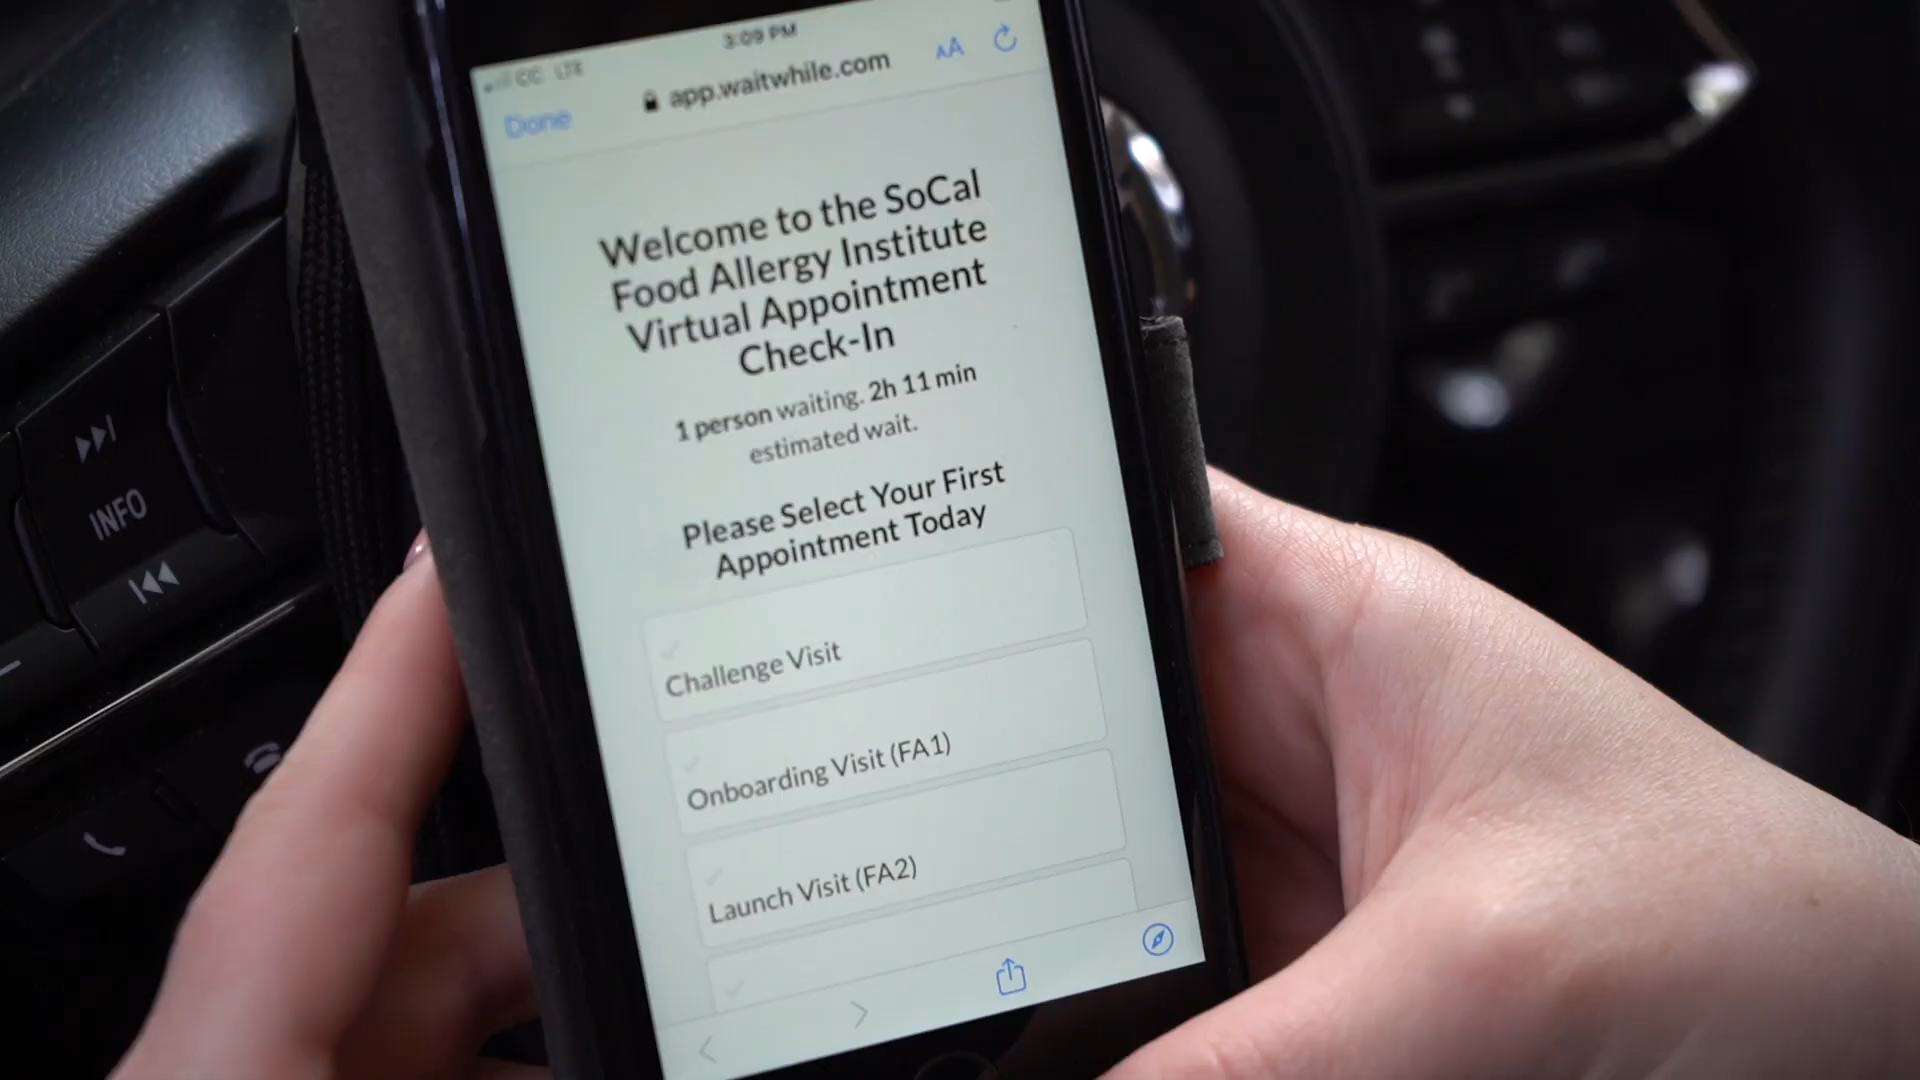 CC LTE
3:09 PM
Done
app.waitwhile.com
AA
Welcome to the SoCal
Food Allergy Institute
Virtual Appointment
Check-In
1 person waiting. 2h 11 min
estimated wait.
Please Select Your First
Appointment Today
Challenge Visit
Onboarding Visit (FA1)
Launch Visit (FA2)
INFO